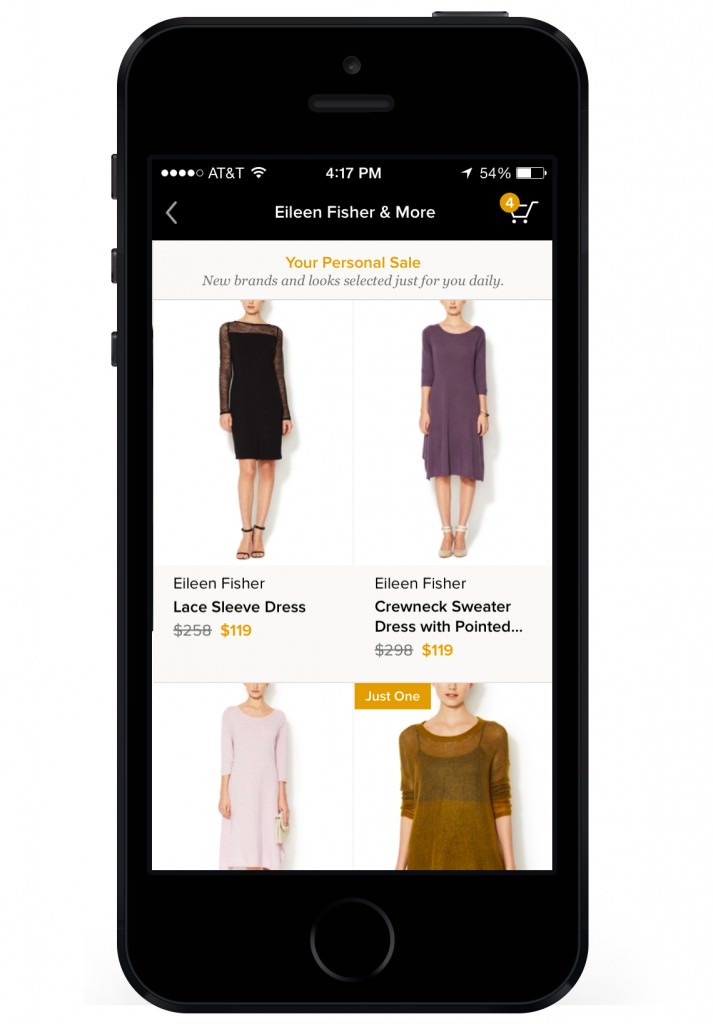 AT&T 4:17 PM 54%
Eileen Fisher & More 4
Your Personal Sale
New brands and looks selected just for you daily.
Eileen Fisher
Lace Sleeve Dress
$258 $119
Eileen Fisher
Crewneck Sweater
Dress with Pointed...
$298 $119
Just One